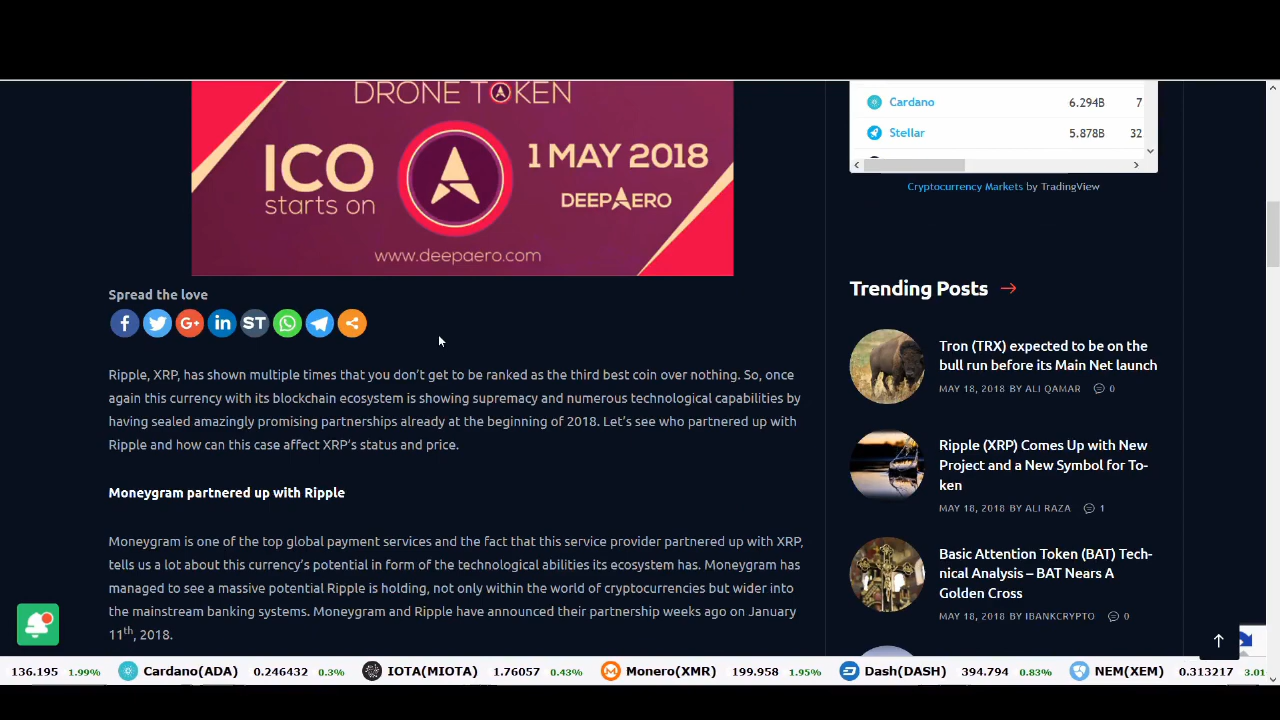 DRONE TOKEN
ICO
starts on
1 MAY 2018
DEEPAERO
www.deepaero.com
Spread the love
ST
Ripple, XRP, has shown multiple times that you don’t get to be ranked as the third best coin over nothing. So, once
again this currency with its blockchain ecosystem is showing supremacy and numerous technological capabilities by
having sealed amazingly promising partnerships already at the beginning of 2018. Let’s see who partnered up with
Ripple and how can this case affect XRP’s status and price.
Moneygram partnered up with Ripple
Moneygram is one of the top global payment services and the fact that this service provider partnered up with XRP,
tells us a lot about this currency’s potential in form of the technological abilities its ecosystem has. Moneygram has
managed to see a massive potential Ripple is holding, not only within the world of cryptocurrencies but wider into
the mainstream banking systems. Moneygram and Ripple have announced their partnership weeks ago on January
11th, 2018.
Cardano 6.294B 7
Stellar 5.878B 32
Cryptocurrency Markets by TradingView
Trending Posts
Tron (TRX) expected to be on the
bull run before its Main Net launch
MAY 18, 2018 BY ALI QAMAR 0
Ripple (XRP) Comes Up with New
Project and a New Symbol for To-
ken
MAY 18, 2018 BY ALI RAZA 1
Basic Attention Token (BAT) Tech-
nical Analysis – BAT Nears A
Golden Cross
MAY 18, 2018 BY IBANKCRYPTO 0
136.195 1.99% Cardano(ADA) 0.246432 0.3% IOTA(MIOTA) 1.76057 0.43% Monero(XMR) 199.958 1.95% Dash(DASH) 394.794 0.83% NEM(XEM) 0.313217 3.01